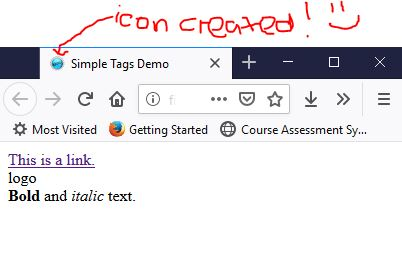 icon created! :)
Simple Tags Demo
Most Visited Getting Started Course Assessment Sy...
This is a link.
logo
Bold and italic text.